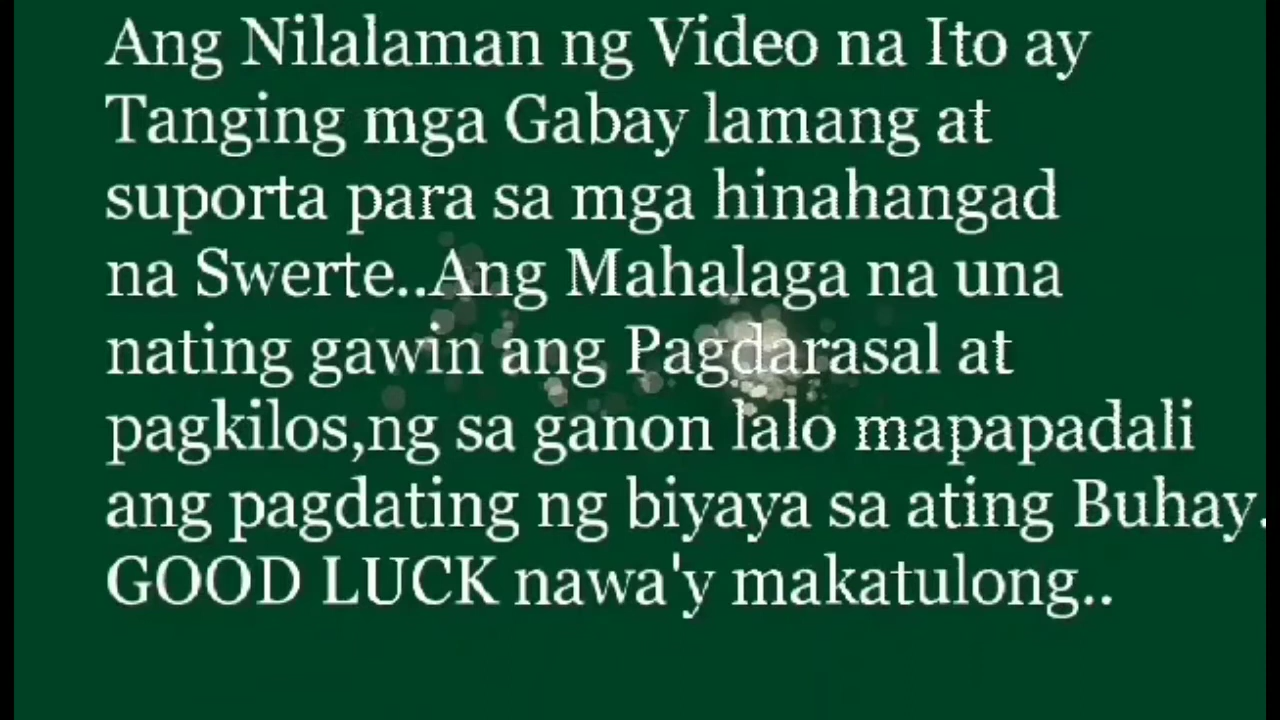 Ang Nilalaman ng Video na Ito ay
Tanging mga Gabay lamang at
suporta para sa mga hinahangad
na Swerte..Ang Mahalaga na una
nating gawin ang Pagdarasal at
pagkilos,ng sa ganon lalo mapapadali
ang pagdating ng biyaya sa ating Buhay.
GOOD LUCK nawa'y makatulong..